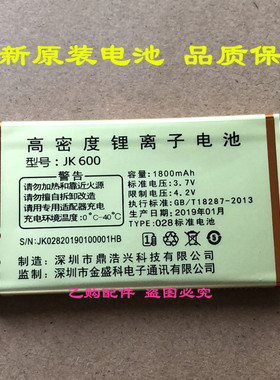 新原装电池 品质保
高密度锂离子电池
型号：JK600
警告
请勿加热和靠近火源
请勿自行拆卸改造
请用专用适配器充电
充电环境温度：0°C-40°C
容量：1800mAh
标准电压：3.7V
充电限制电压：4.2V
生产日期：2019年01月
执行标准：GB/T18287-2013
TYPE:028标准电池
S/N:JK02820190100001HB
制造：深圳市鼎浩兴科技有限公司
监制：深圳市金盛科电子通讯有限公司
乙购配件 盗图必究